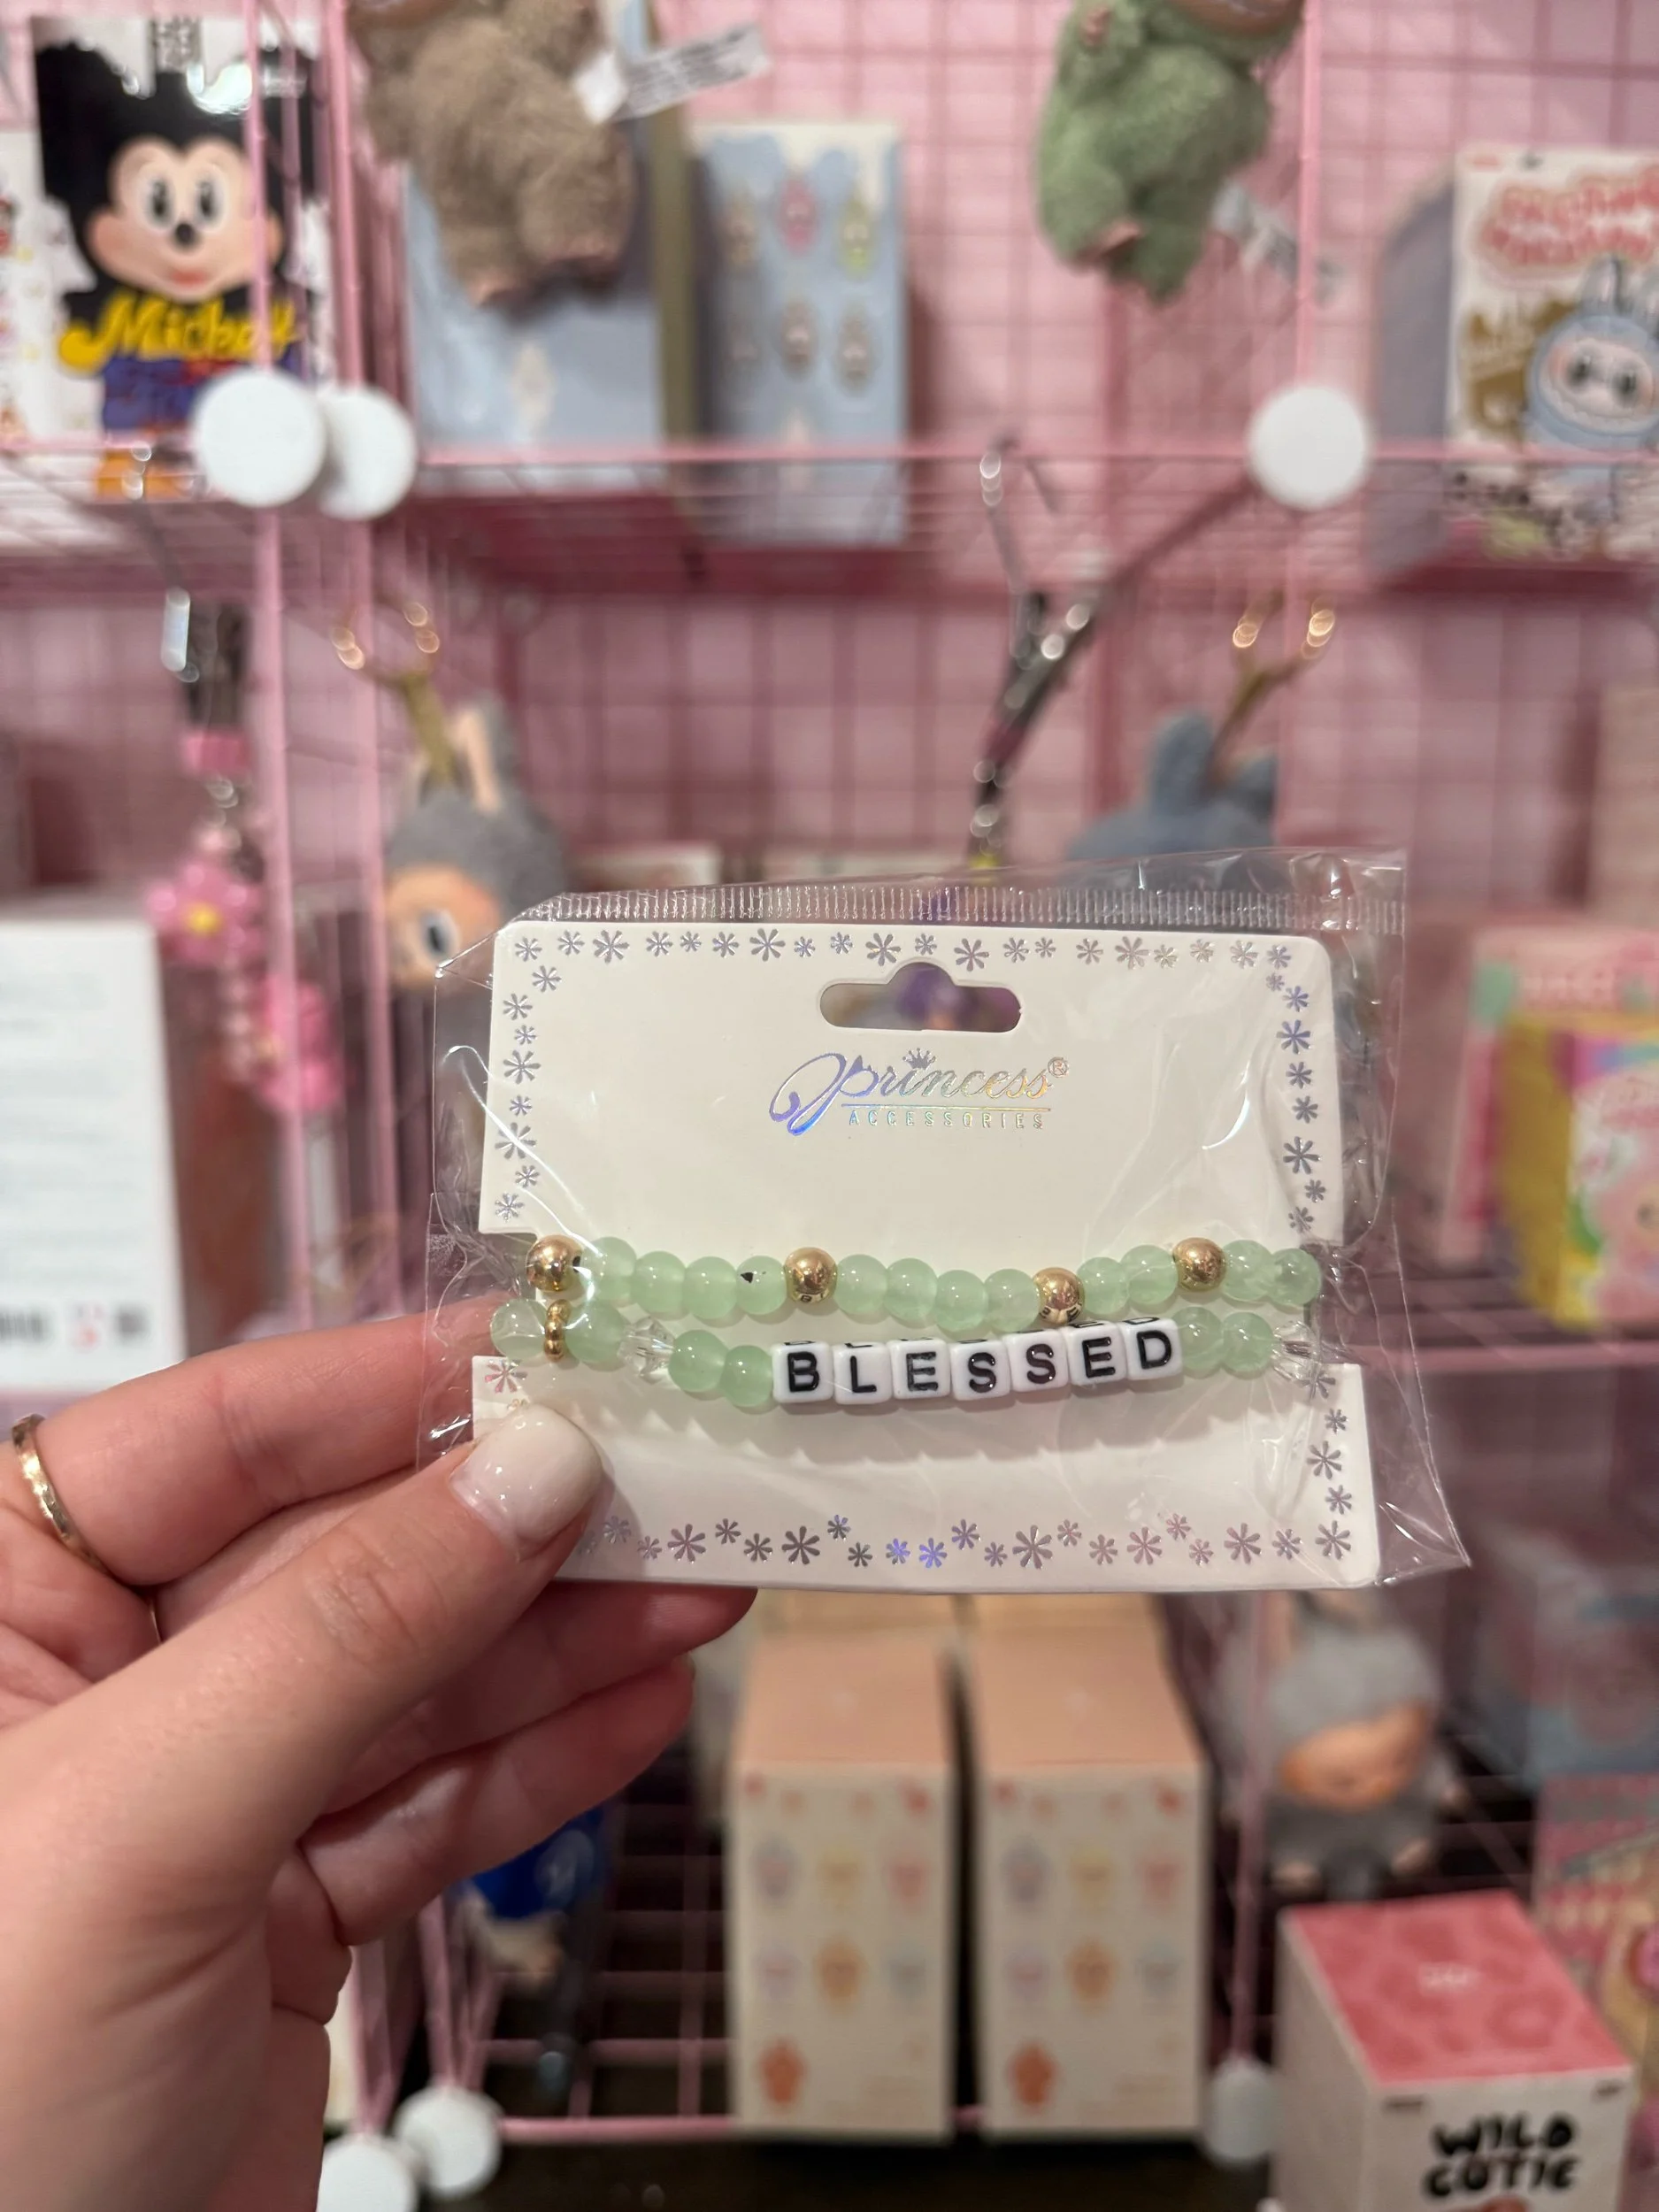 Mickey
princess®
ACCESSORIES
BLESSED
WILD
CUTIE